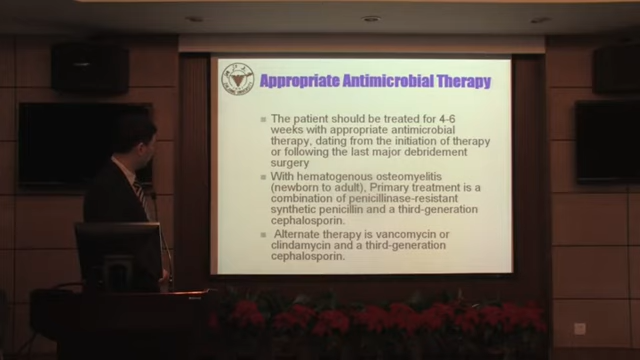 Appropriate Antimicrobial Therapy
The patient should be treated for 4-6
weeks with appropriate antimicrobial
therapy, dating from the initiation of therapy
or following the last major debridement
surgery
With hematogenous osteomyelitis
(newborn to adult), Primary treatment is a
combination of penicillinase-resistant
synthetic penicillin and a third-generation
cephalosporin.
Alternate therapy is vancomycin or
clindamycin and a third-generation
cephalosporin.